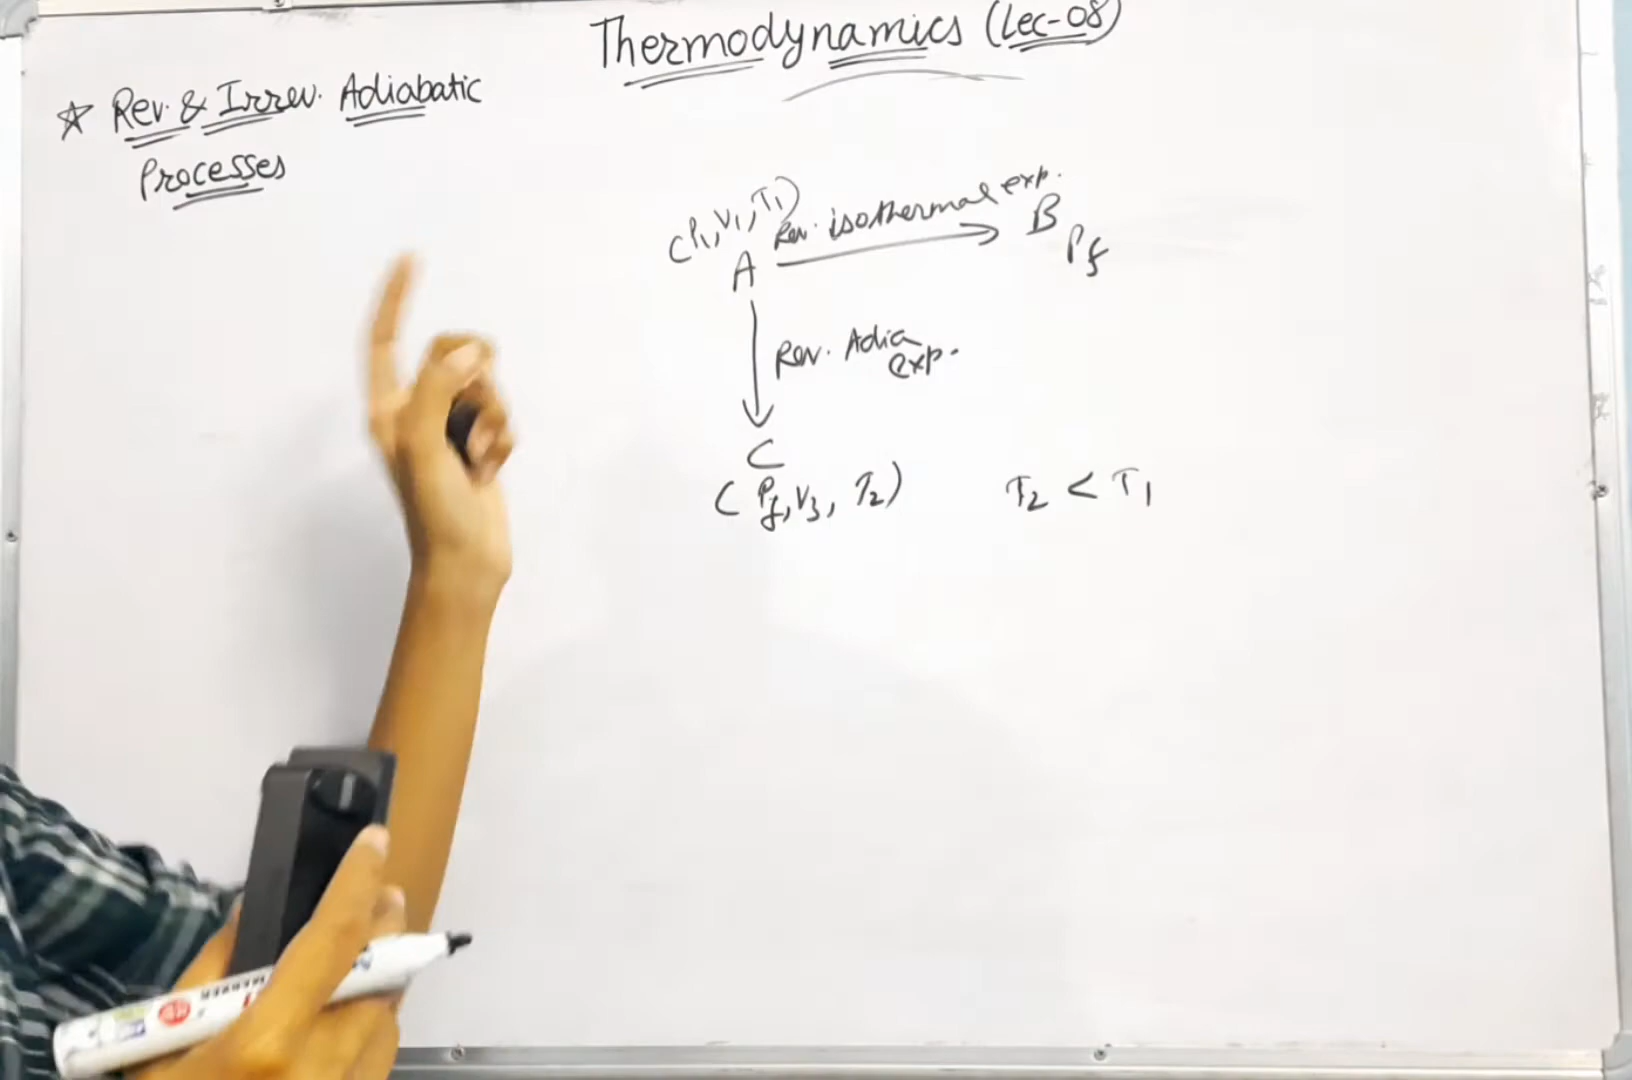 Thermodynamics (Lec-08)
☆ Rev. & Irrev. Adiabatic
Processes
(P₁,V₁,T₁)
Rev. isothermal exp.
A
B
Pf
Rev. Adia
exp.
C
(Pf,V₃, T₂)
T₂ < T₁
MARKER